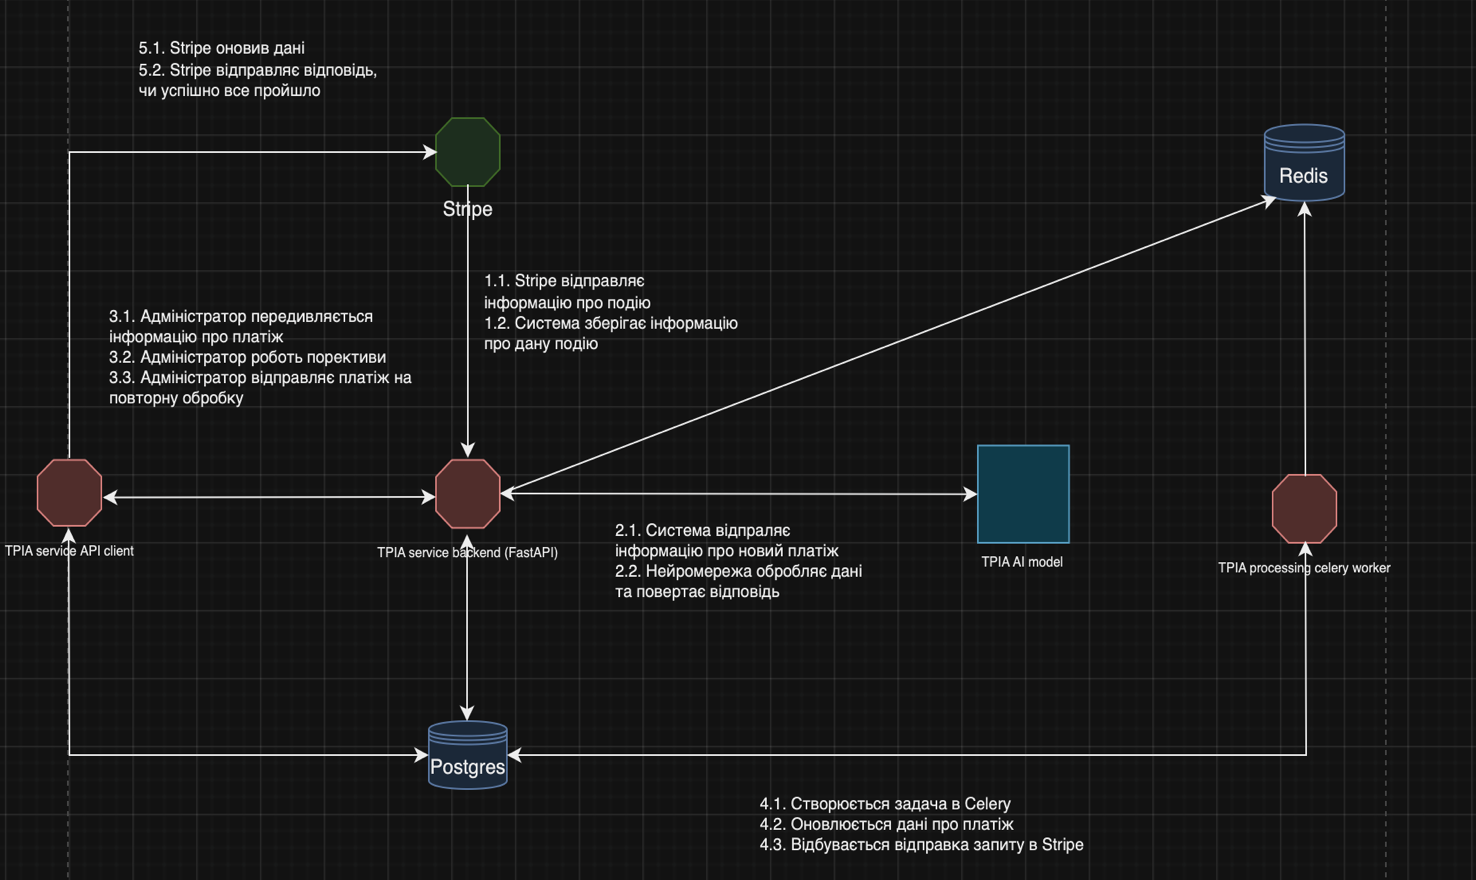 5.1. Stripe оновив дані
5.2. Stripe відправляє відповідь,
чи успішно все пройшло
Stripe
Redis
1.1. Stripe відправляє
інформацію про подію
1.2. Система зберігає інформацію
про дану подію
3.1. Адміністратор передивляється
інформацію про платіж
3.2. Адміністратор роботь порективи
3.3. Адміністратор відправляє платіж на
повторну обробку
TPIA service API client
TPIA service backend (FastAPI)
2.1. Система відпраляє
інформацію про новий платіж
2.2. Нейромережа обробляє дані
та повертає відповідь
TPIA AI model
TPIA processing celery worker
Postgres
4.1. Створюється задача в Celery
4.2. Оновлюється дані про платіж
4.3. Відбувається відправка запиту в Stripe